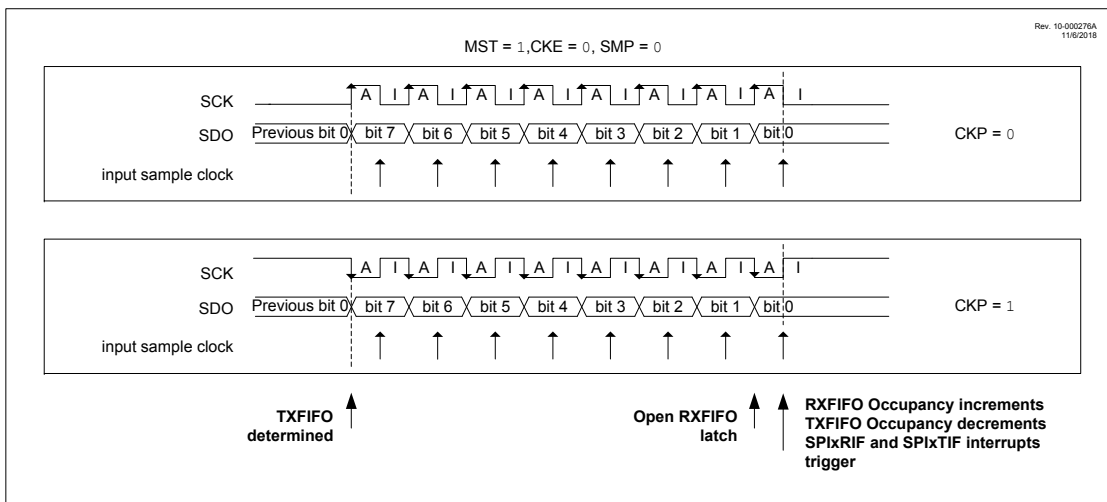 Rev. 10-000276A
11/6/2018
MST = 1,CKE = 0, SMP = 0
SCK A I A I A I A I A I A I A I A I
SDO Previous bit 0 bit 7 bit 6 bit 5 bit 4 bit 3 bit 2 bit 1 bit 0
CKP = 0
input sample clock
SCK A I A I A I A I A I A I A I A I
SDO Previous bit 0 bit 7 bit 6 bit 5 bit 4 bit 3 bit 2 bit 1 bit 0
CKP = 1
input sample clock
TXFIFO
determined
Open RXFIFO
latch
RXFIFO Occupancy increments
TXFIFO Occupancy decrements
SPIxRIF and SPIxTIF interrupts
trigger